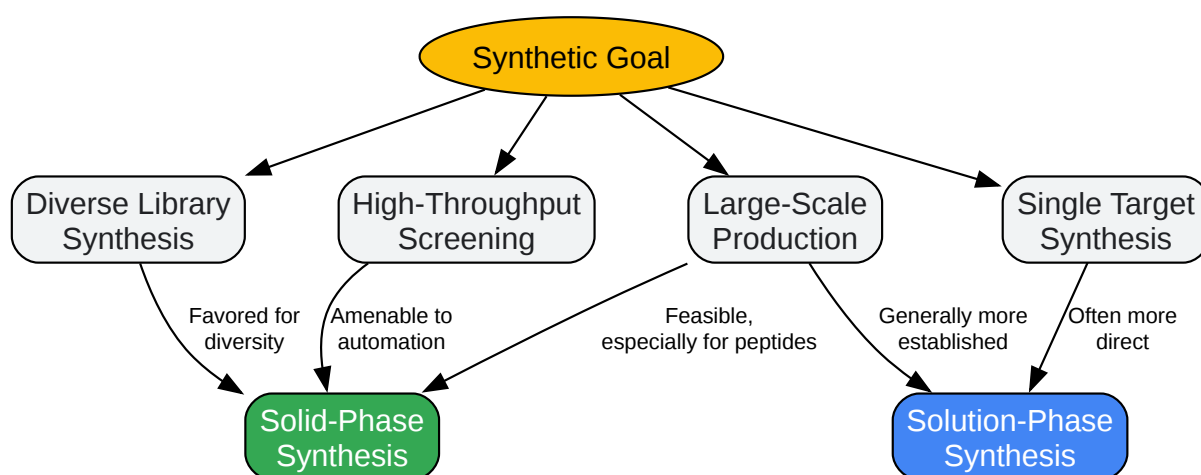 Synthetic Goal
Diverse Library
Synthesis
High-Throughput
Screening
Large-Scale
Production
Single Target
Synthesis
Favored for
diversity
Amenable to
automation
Feasible,
especially for peptides
Generally more
established
Often more
direct
Solid-Phase
Synthesis
Solution-Phase
Synthesis